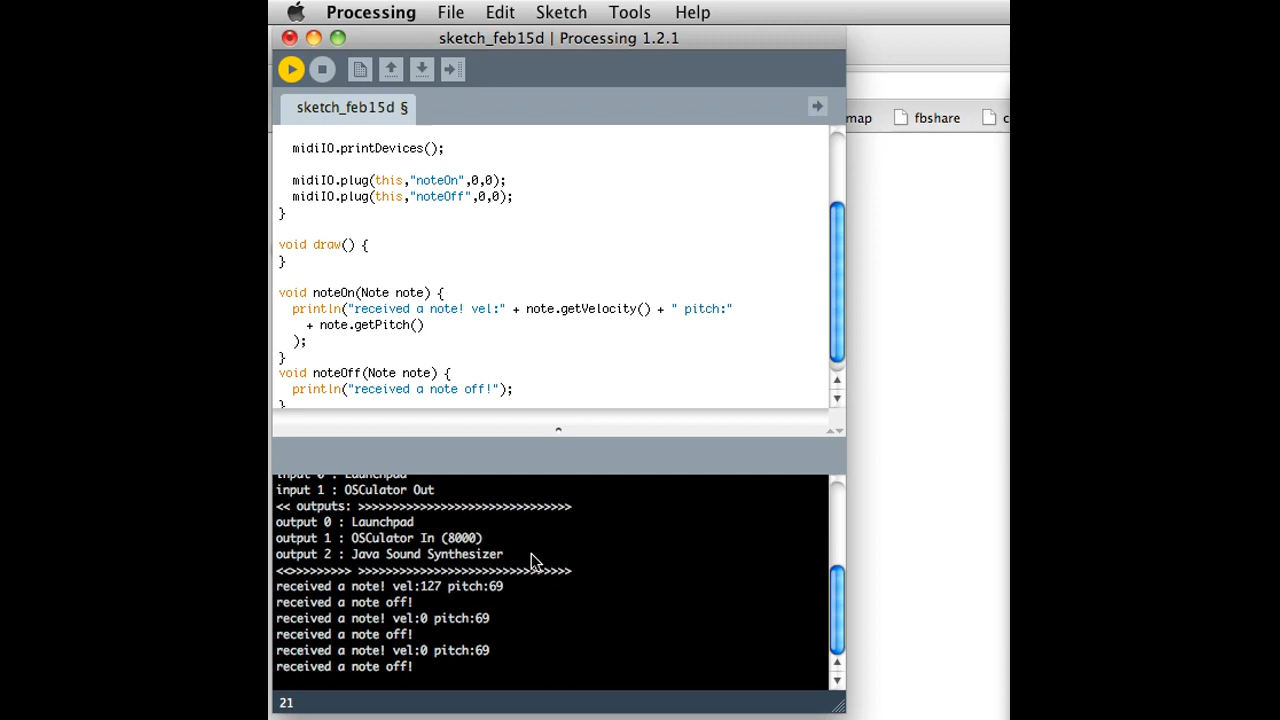 Processing File Edit Sketch Tools Help
sketch_feb15d | Processing 1.2.1
sketch_feb15d §
map fbshare c
midiIO.printDevices();
midiIO.plug(this,"noteOn",0,0);
midiIO.plug(this,"noteOff",0,0);
}
void draw() {
}
void noteOn(Note note) {
println("received a note! vel:" + note.getVelocity() + " pitch:"
+ note.getPitch()
);
}
void noteOff(Note note) {
println("received a note off!");
}
input 0 : Launchpad
input 1 : OSCulator Out
<< outputs: >>>>>>>>>>>>>>>>>>>>>>>>>>>>>>>
output 0 : Launchpad
output 1 : OSCulator In (8000)
output 2 : Java Sound Synthesizer
<<>>>>>>>>> >>>>>>>>>>>>>>>>>>>>>>>>>>>>>>>
received a note! vel:127 pitch:69
received a note off!
received a note! vel:0 pitch:69
received a note off!
received a note! vel:0 pitch:69
received a note off!
21